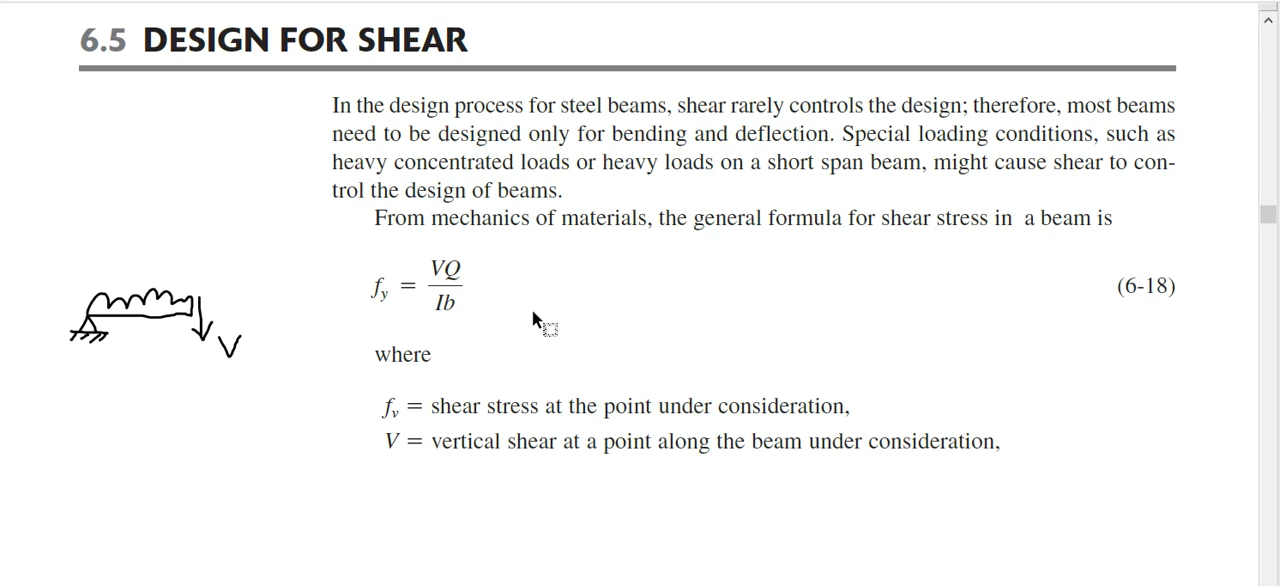 6.5 DESIGN FOR SHEAR
In the design process for steel beams, shear rarely controls the design; therefore, most beams
need to be designed only for bending and deflection. Special loading conditions, such as
heavy concentrated loads or heavy loads on a short span beam, might cause shear to con-
trol the design of beams.
From mechanics of materials, the general formula for shear stress in a beam is
f_y = VQ / Ib (6-18)
V
where
f_v = shear stress at the point under consideration,
V = vertical shear at a point along the beam under consideration,